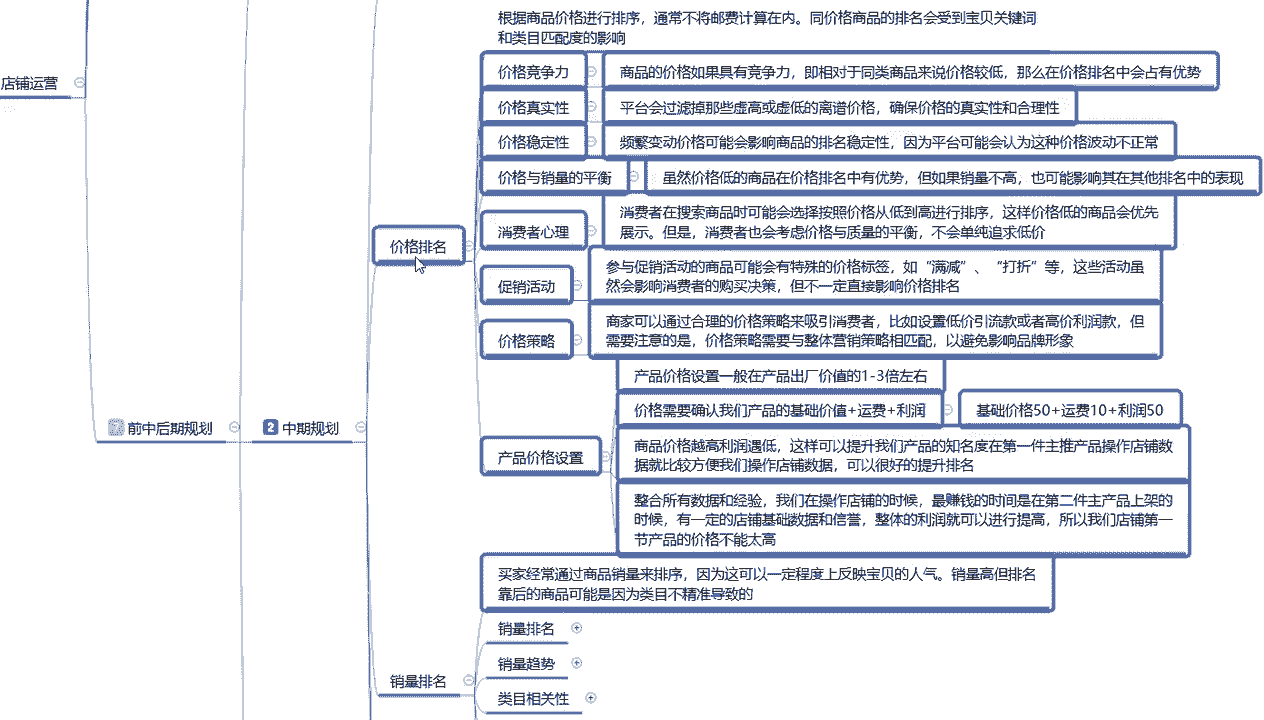 根据商品价格进行排序，通常不将邮费计算在内。同价格商品的排名会受到宝贝关键词
和类目匹配度的影响
店铺运营
价格竞争力
商品的价格如果具有竞争力，即相对于同类商品来说价格较低，那么在价格排名中会占有优势
价格真实性
平台会过滤掉那些虚高或虚低的离谱价格，确保价格的真实性和合理性
价格稳定性
频繁变动价格可能会影响商品的排名稳定性，因为平台可能会认为这种价格波动不正常
价格与销量的平衡
虽然价格低的商品在价格排名中有优势，但如果销量不高，也可能影响其在其他排名中的表现
价格排名
消费者心理
消费者在搜索商品时可能会选择按照价格从低到高进行排序，这样价格低的商品会优先
展示。但是，消费者也会考虑价格与质量的平衡，不会单纯追求低价
促销活动
参与促销活动的商品可能会有特殊的价格标签，如“满减”、“打折”等，这些活动虽
然会影响消费者的购买决策，但不一定直接影响价格排名
价格策略
商家可以通过合理的价格策略来吸引消费者，比如设置低价引流款或者高价利润款，但
需要注意的是，价格策略需要与整体营销策略相匹配，以避免影响品牌形象
7 前中后期规划
2 中期规划
产品价格设置
产品价格设置一般在产品出厂价值的1-3倍左右
价格需要确认我们产品的基础价值+运费+利润
基础价格50+运费10+利润50
商品价格越高利润遇低，这样可以提升我们产品的知名度在第一件主推产品操作店铺数
据就比较方便我们操作店铺数据，可以很好的提升排名
整合所有数据和经验，我们在操作店铺的时候，最赚钱的时间是在第二件主产品上架的
时候，有一定的店铺基础数据和信誉，整体的利润就可以进行提高，所以我们店铺第一
节产品的价格不能太高
买家经常通过商品销量来排序，因为这可以一定程度上反映宝贝的人气。销量高但排名
靠后的商品可能是因为类目不精准导致的
销量排名
销量排名
销量趋势
类目相关性